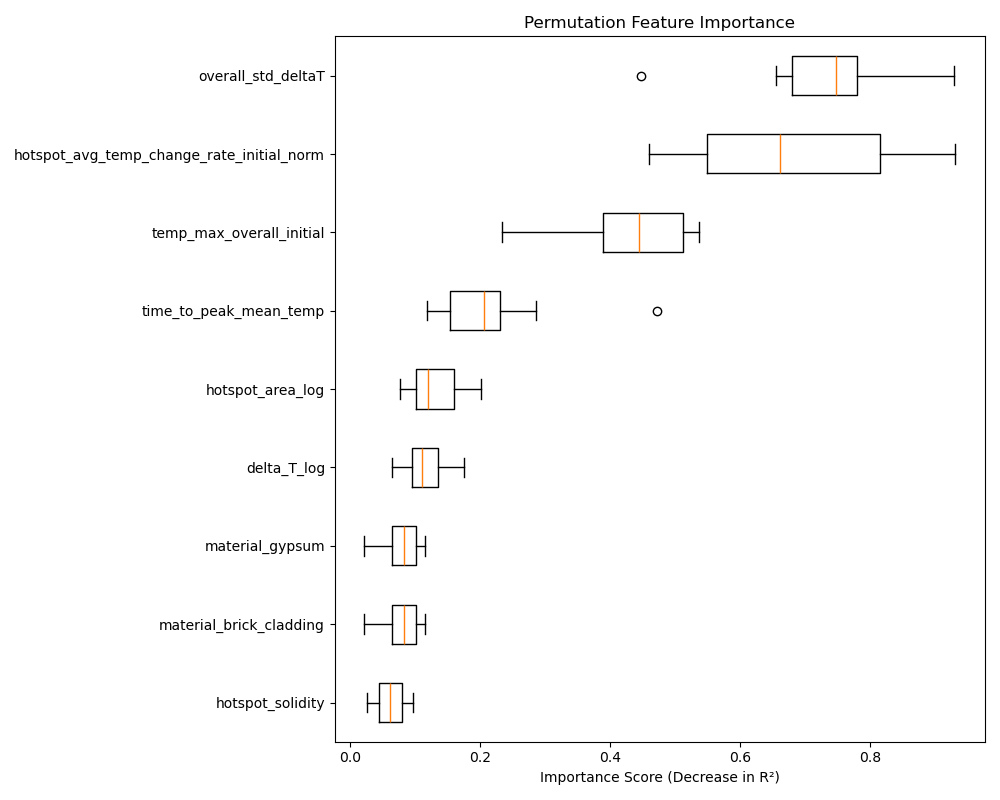 Permutation Feature Importance
overall_std_deltaT
hotspot_avg_temp_change_rate_initial_norm
temp_max_overall_initial
time_to_peak_mean_temp
hotspot_area_log
delta_T_log
material_gypsum
material_brick_cladding
hotspot_solidity
0.0 0.2 0.4 0.6 0.8
Importance Score (Decrease in R²)